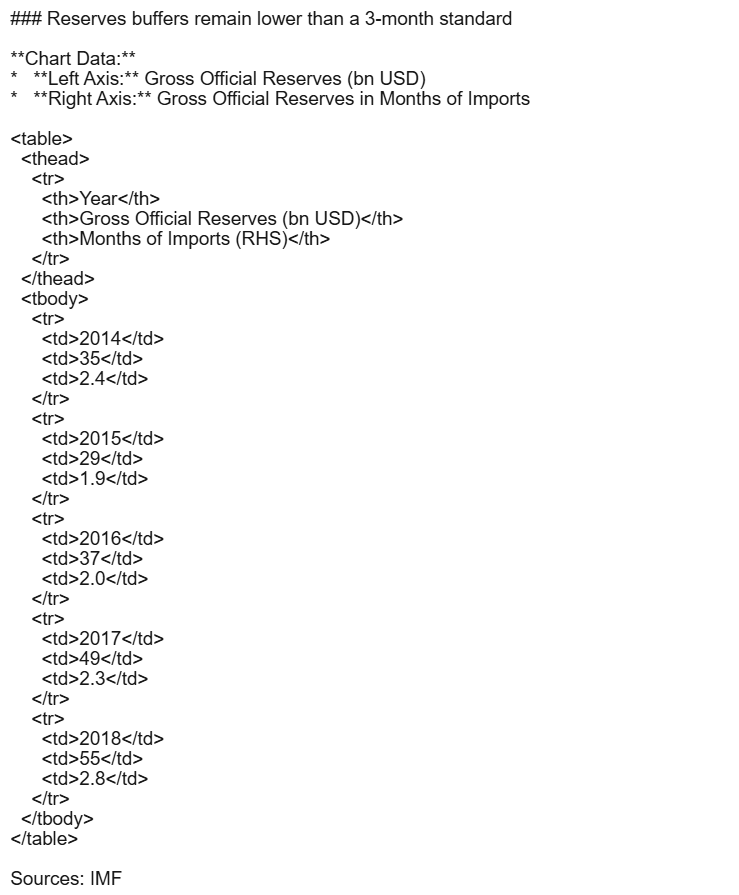 ### Reserves buffers remain lower than a 3-month standard
**Chart Data:**
*   **Left Axis:** Gross Official Reserves (bn USD)
*   **Right Axis:** Gross Official Reserves in Months of Imports
<table>
  <thead>
    <tr>
      <th>Year</th>
      <th>Gross Official Reserves (bn USD)</th>
      <th>Months of Imports (RHS)</th>
    </tr>
  </thead>
  <tbody>
    <tr>
      <td>2014</td>
      <td>35</td>
      <td>2.4</td>
    </tr>
    <tr>
      <td>2015</td>
      <td>29</td>
      <td>1.9</td>
    </tr>
    <tr>
      <td>2016</td>
      <td>37</td>
      <td>2.0</td>
    </tr>
    <tr>
      <td>2017</td>
      <td>49</td>
      <td>2.3</td>
    </tr>
    <tr>
      <td>2018</td>
      <td>55</td>
      <td>2.8</td>
    </tr>
  </tbody>
</table>
Sources: IMF